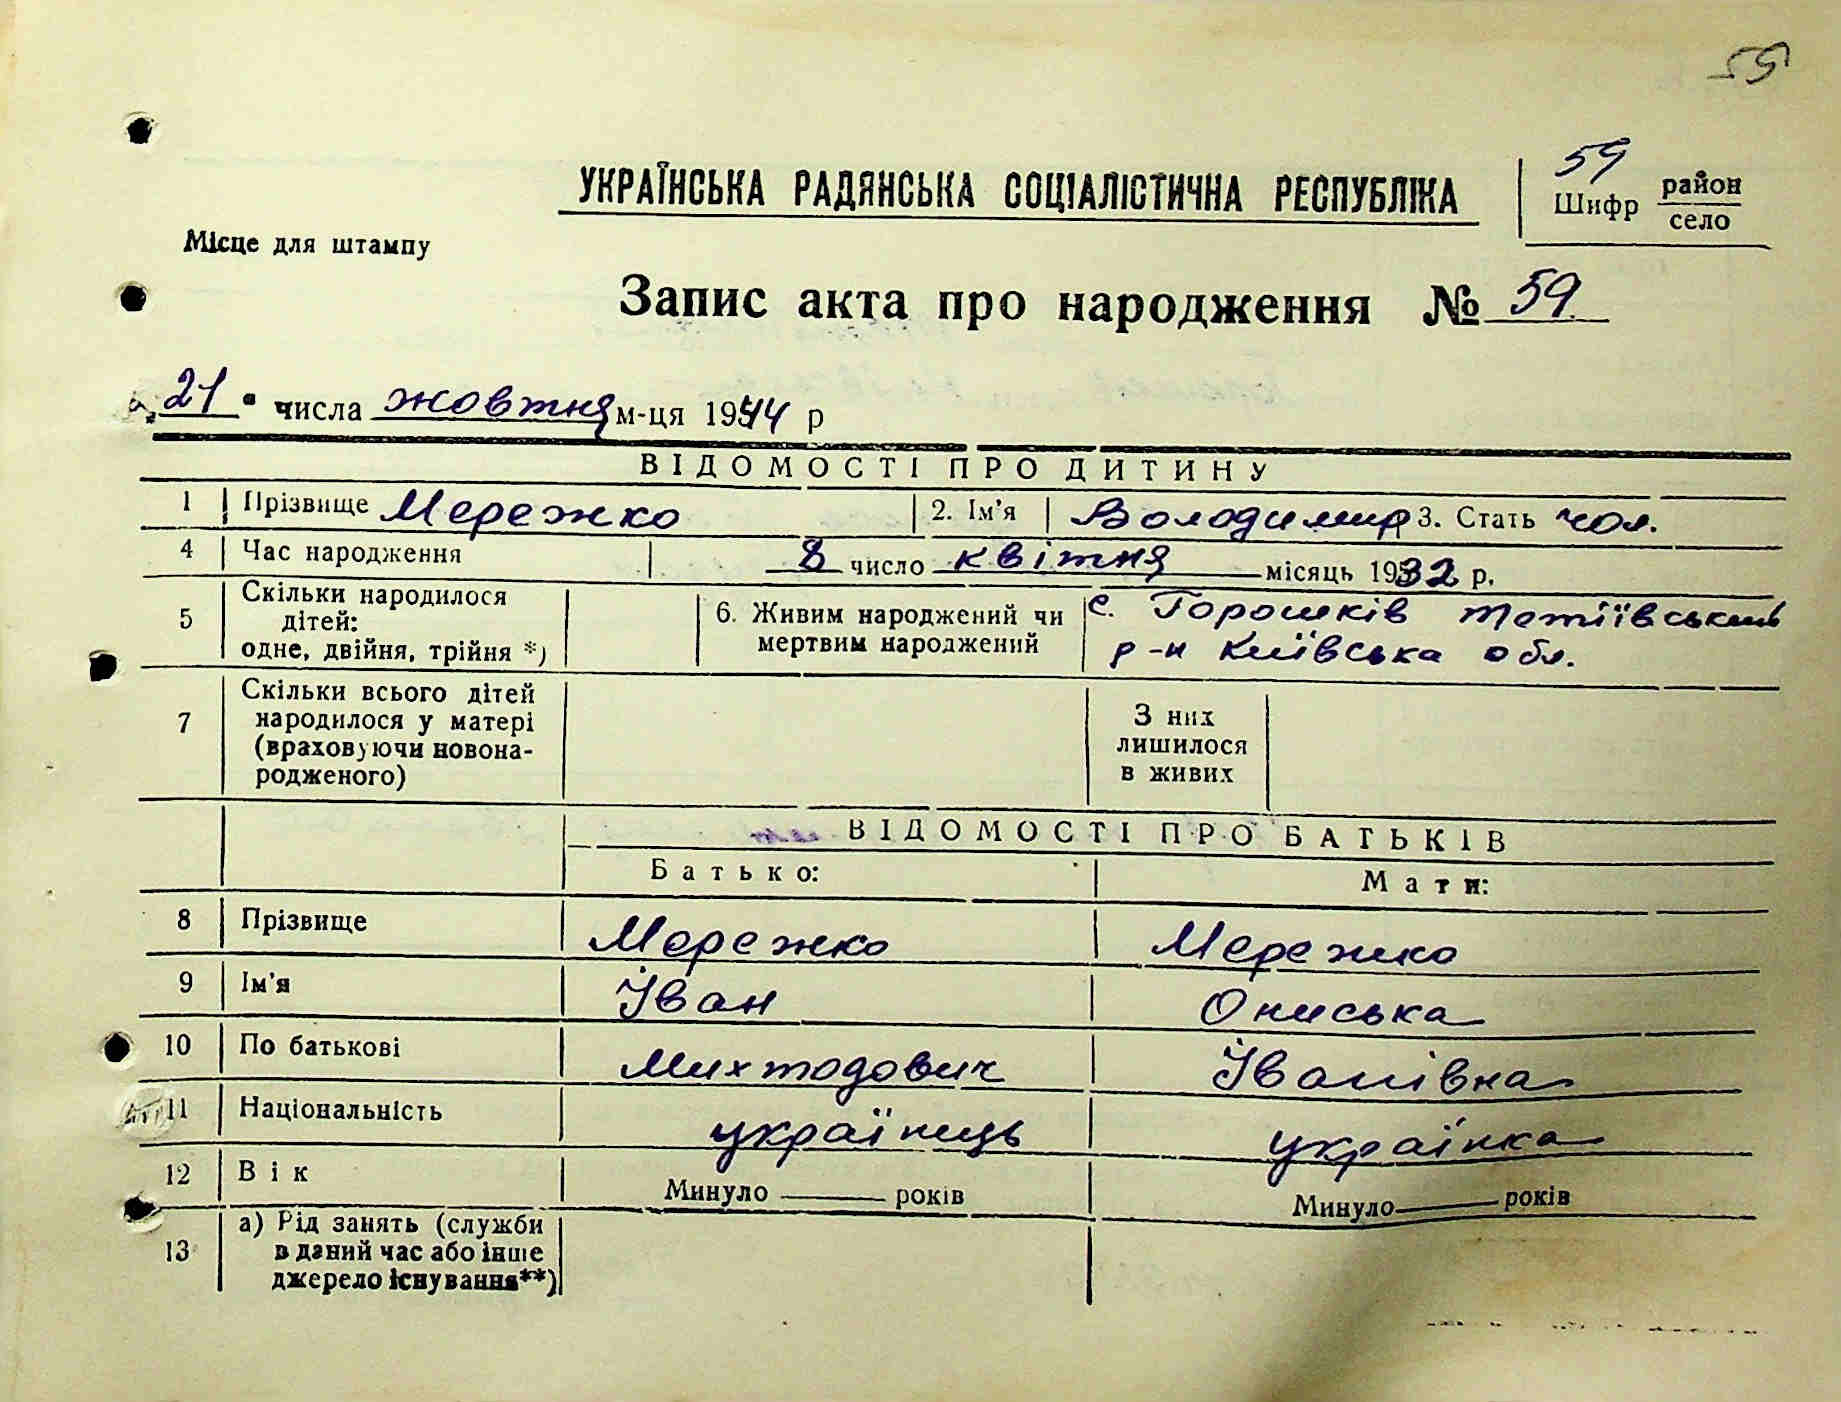 59
УКРАЇНСЬКА РАДЯНСЬКА СОЦІАЛІСТИЧНА РЕСПУБЛІКА
59
Шифр район
село
Місце для штампу
Запис акта про народження № 59.
„21“ числа жовтня м-ця 1944 р
ВІДОМОСТІ ПРО ДИТИНУ
1 Прізвище Мережко 2. Ім'я Володимир 3. Стать чол.
4 Час народження 8 число квітня місяць 1932 р.
5 Скільки народилося дітей: одне, двійня, трійня *) 6. Живим народжений чи мертвим народжений с. Горошків Тетіївський
р-н Київська обл.
7 Скільки всього дітей
народилося у матері
(враховуючи новона-
родженого)
З них
лишилося
в живих
ВІДОМОСТІ ПРО БАТЬКІВ
Батько: Мати:
8 Прізвище Мережко Мережко
9 Ім'я Іван Ониська
10 По батькові Михтодович Іванівна
11 Національність українець українка
12 Вік Минуло років Минуло років
13 а) Рід занять (служби
в даний час або інше
джерело існування**)